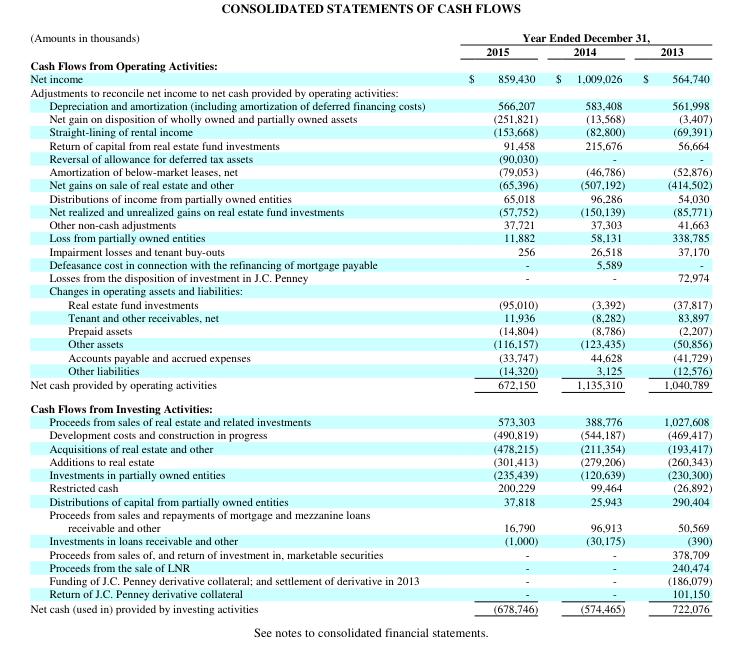 CONSOLIDATED STATEMENTS OF CASH FLOWS
(Amounts in thousands) Year Ended December 31,
2015 2014 2013
Cash Flows from Operating Activities:
Net income $ 859,430 $ 1,009,026 $ 564,740
Adjustments to reconcile net income to net cash provided by operating activities:
Depreciation and amortization (including amortization of deferred financing costs) 566,207 583,408 561,998
Net gain on disposition of wholly owned and partially owned assets (251,821) (13,568) (3,407)
Straight-lining of rental income (153,668) (82,800) (69,391)
Return of capital from real estate fund investments 91,458 215,676 56,664
Reversal of allowance for deferred tax assets (90,030) - -
Amortization of below-market leases, net (79,053) (46,786) (52,876)
Net gains on sale of real estate and other (65,396) (507,192) (414,502)
Distributions of income from partially owned entities 65,018 96,286 54,030
Net realized and unrealized gains on real estate fund investments (57,752) (150,139) (85,771)
Other non-cash adjustments 37,721 37,303 41,663
Loss from partially owned entities 11,882 58,131 338,785
Impairment losses and tenant buy-outs 256 26,518 37,170
Defeasance cost in connection with the refinancing of mortgage payable - 5,589 -
Losses from the disposition of investment in J.C. Penney - - 72,974
Changes in operating assets and liabilities:
Real estate fund investments (95,010) (3,392) (37,817)
Tenant and other receivables, net 11,936 (8,282) 83,897
Prepaid assets (14,804) (8,786) (2,207)
Other assets (116,157) (123,435) (50,856)
Accounts payable and accrued expenses (33,747) 44,628 (41,729)
Other liabilities (14,320) 3,125 (12,576)
Net cash provided by operating activities 672,150 1,135,310 1,040,789
Cash Flows from Investing Activities:
Proceeds from sales of real estate and related investments 573,303 388,776 1,027,608
Development costs and construction in progress (490,819) (544,187) (469,417)
Acquisitions of real estate and other (478,215) (211,354) (193,417)
Additions to real estate (301,413) (279,206) (260,343)
Investments in partially owned entities (235,439) (120,639) (230,300)
Restricted cash 200,229 99,464 (26,892)
Distributions of capital from partially owned entities 37,818 25,943 290,404
Proceeds from sales and repayments of mortgage and mezzanine loans
receivable and other 16,790 96,913 50,569
Investments in loans receivable and other (1,000) (30,175) (390)
Proceeds from sales of, and return of investment in, marketable securities - - 378,709
Proceeds from the sale of LNR - - 240,474
Funding of J.C. Penney derivative collateral; and settlement of derivative in 2013 - - (186,079)
Return of J.C. Penney derivative collateral - - 101,150
Net cash (used in) provided by investing activities (678,746) (574,465) 722,076
See notes to consolidated financial statements.